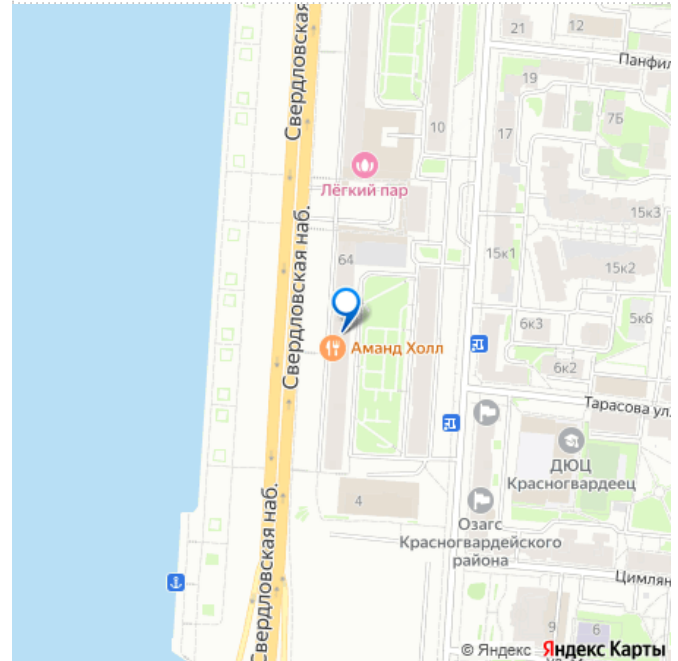 Свердловская
21
12
Панфил
19
7Б
10
17
Лёгкий пар
15к3
Свердловская наб.
15к1
64
15к2
5к6
6к3
Аманд Холл
6к2
Тарасова ул.
ДЮЦ
Красногвардеец
4
Свердловская наб.
Озагс
Красногвардейского
района
Цимлян
9
6
© Яндекс Яндекс Карты